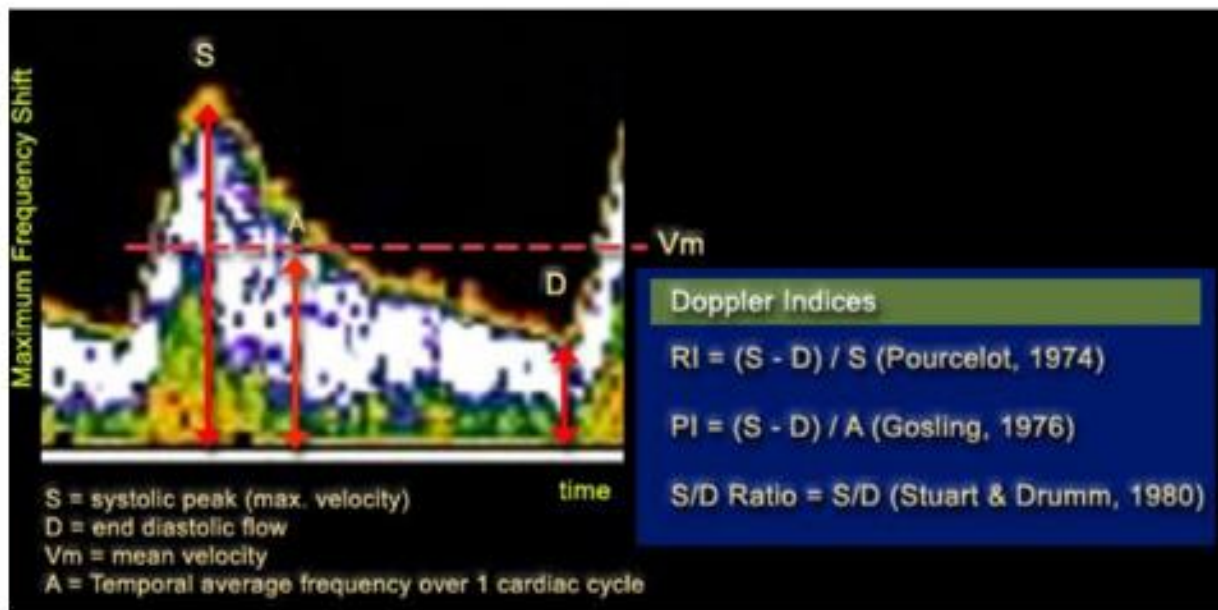 Maximum Frequency Shift
S
A
Vm
D
Doppler Indices
RI = (S - D) / S (Pourcelot, 1974)
PI = (S - D) / A (Gosling, 1976)
S/D Ratio = S/D (Stuart & Drumm, 1980)
time
S = systolic peak (max. velocity)
D = end diastolic flow
Vm = mean velocity
A = Temporal average frequency over 1 cardiac cycle